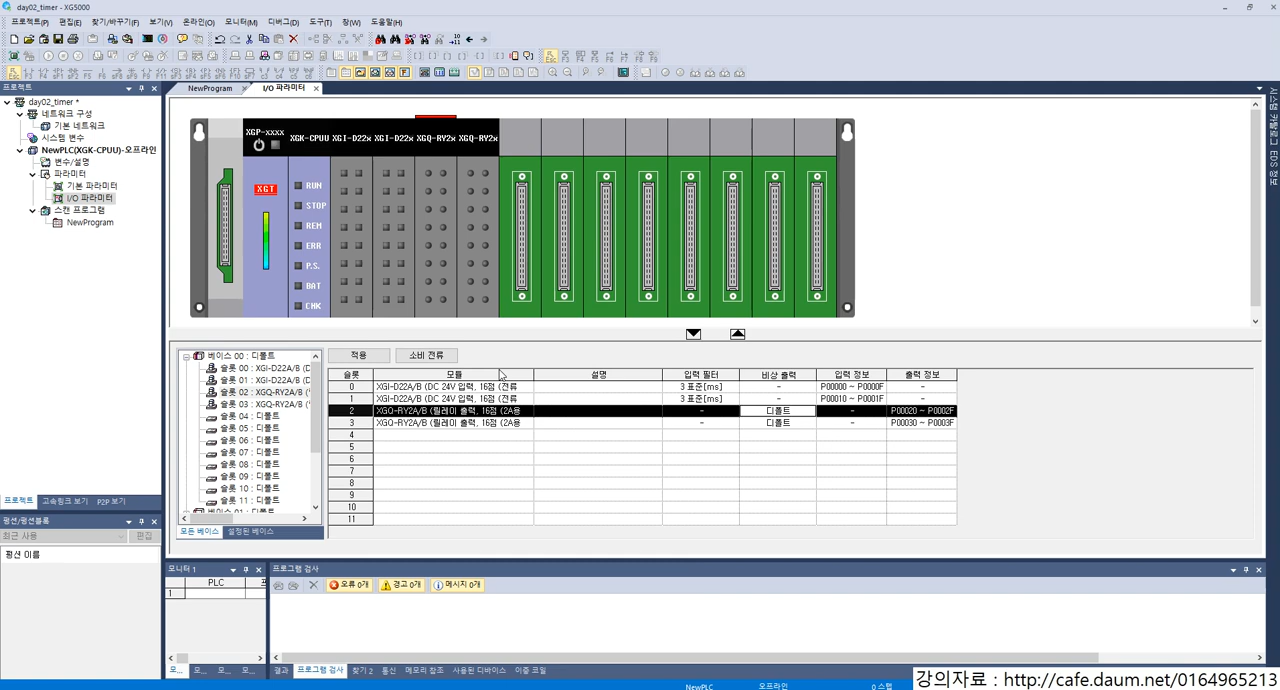 day02_timer - XG5000
프로젝트(P) 편집(E) 찾기/바꾸기(F) 보기(V) 온라인(O) 모니터(M) 디버그(D) 도구(T) 창(W) 도움말(H)
프로젝트
NewProgram
I/O 파라미터
day02_timer *
네트워크 구성
기본 네트워크
시스템 변수
NewPLC(XGK-CPUU)-오프라인
변수/설명
파라미터
기본 파라미터
I/O 파라미터
스캔 프로그램
NewProgram
XGP-xxxx XGK-CPUU XGI-D22x XGI-D22x XGQ-RY2x XGQ-RY2x
XGT
RUN
STOP
REM
ERR
P.S.
BAT
CHK
시스템 카탈로그 EDS 정보
베이스 00 : 디폴트
슬롯 00 : XGI-D22A/B (D
슬롯 01 : XGI-D22A/B (D
슬롯 02 : XGQ-RY2A/B
슬롯 03 : XGQ-RY2A/B
슬롯 04 : 디폴트
슬롯 05 : 디폴트
슬롯 06 : 디폴트
슬롯 07 : 디폴트
슬롯 08 : 디폴트
슬롯 09 : 디폴트
슬롯 10 : 디폴트
슬롯 11 : 디폴트
베이스 01 : 디폴트
모든 베이스 설정된 베이스
적용 소비 전류
슬롯 모듈 설명 입력 필터 비상 출력 입력 정보 출력 정보
0 XGI-D22A/B (DC 24V 입력, 16점 (전류 3 표준[ms] - P00000 ~ P0000F -
1 XGI-D22A/B (DC 24V 입력, 16점 (전류 3 표준[ms] - P00010 ~ P0001F -
2 XGQ-RY2A/B (릴레이 출력, 16점 (2A용 - 디폴트 - P00020 ~ P0002F
3 XGQ-RY2A/B (릴레이 출력, 16점 (2A용 - 디폴트 - P00030 ~ P0003F
4
5
6
7
8
9
10
11
프로젝트 고속링크 보기 P2P 보기
펑션/펑션블록
최근 사용 편집
펑션 이름
모니터 1
PLC
1
모... 모... 모... 모...
프로그램 검사
오류 0개 경고 0개 메시지 0개
결과 프로그램 검사 찾기 2 통신 메모리 참조 사용된 디바이스 이중 코일
NewPLC 오프라인 0 스텝
강의자료 : http://cafe.daum.net/0164965213